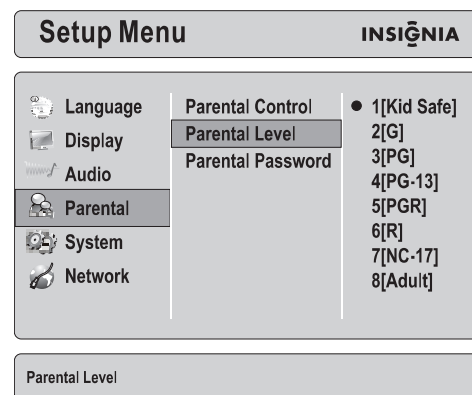 Setup Menu
INSIGNIA
Language
Display
Audio
Parental
System
Network
Parental Control
Parental Level
Parental Password
1[Kid Safe]
2[G]
3[PG]
4[PG-13]
5[PGR]
6[R]
7[NC-17]
8[Adult]
Parental Level